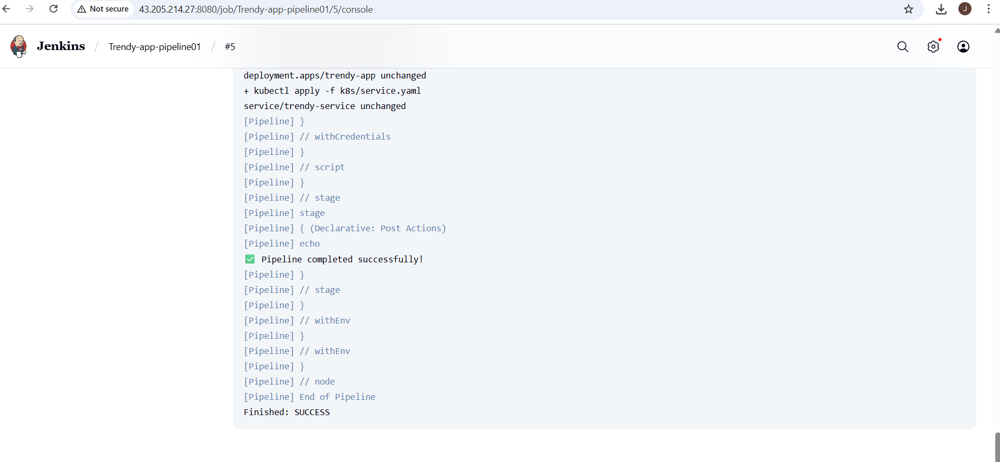 Not secure 43.205.214.27:8080/job/Trendy-app-pipeline01/5/console
J
Jenkins / Trendy-app-pipeline01 / #5
deployment.apps/trendy-app unchanged
+ kubectl apply -f k8s/service.yaml
service/trendy-service unchanged
[Pipeline] }
[Pipeline] // withCredentials
[Pipeline] }
[Pipeline] // script
[Pipeline] }
[Pipeline] // stage
[Pipeline] stage
[Pipeline] { (Declarative: Post Actions)
[Pipeline] echo
✅ Pipeline completed successfully!
[Pipeline] }
[Pipeline] // stage
[Pipeline] }
[Pipeline] // withEnv
[Pipeline] }
[Pipeline] // withEnv
[Pipeline] }
[Pipeline] // node
[Pipeline] End of Pipeline
Finished: SUCCESS